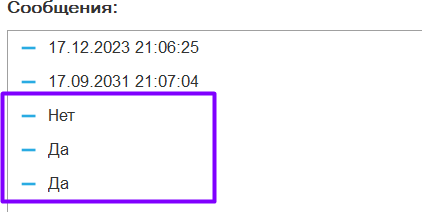 Сообщения:
– 17.12.2023 21:06:25
– 17.09.2031 21:07:04
– Нет
– Да
– Да